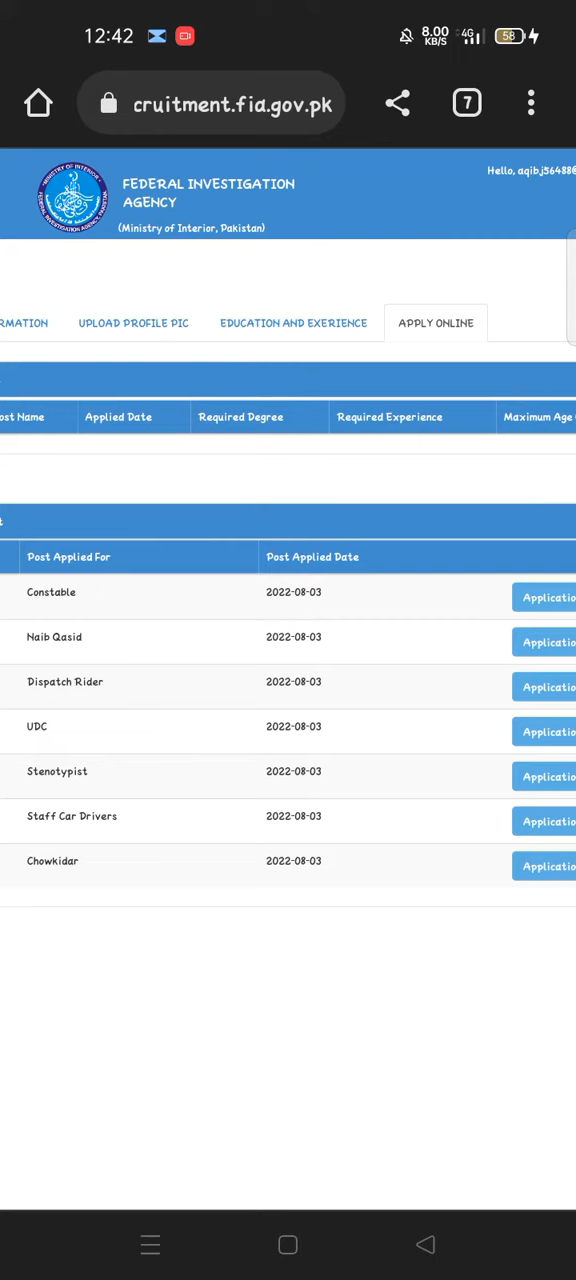 12:42 8.00 KB/S 4G 58
cruitment.fia.gov.pk 7
Hello, aqib.j56488@
FEDERAL INVESTIGATION
AGENCY
(Ministry of Interior, Pakistan)
RMATION UPLOAD PROFILE PIC EDUCATION AND EXERIENCE APPLY ONLINE
ost Name Applied Date Required Degree Required Experience Maximum Age
t
Post Applied For Post Applied Date
Constable 2022-08-03 Applicatio
Naib Qasid 2022-08-03 Applicatio
Dispatch Rider 2022-08-03 Applicatio
UDC 2022-08-03 Applicatio
Stenotypist 2022-08-03 Applicatio
Staff Car Drivers 2022-08-03 Applicatio
Chowkidar 2022-08-03 Applicatio